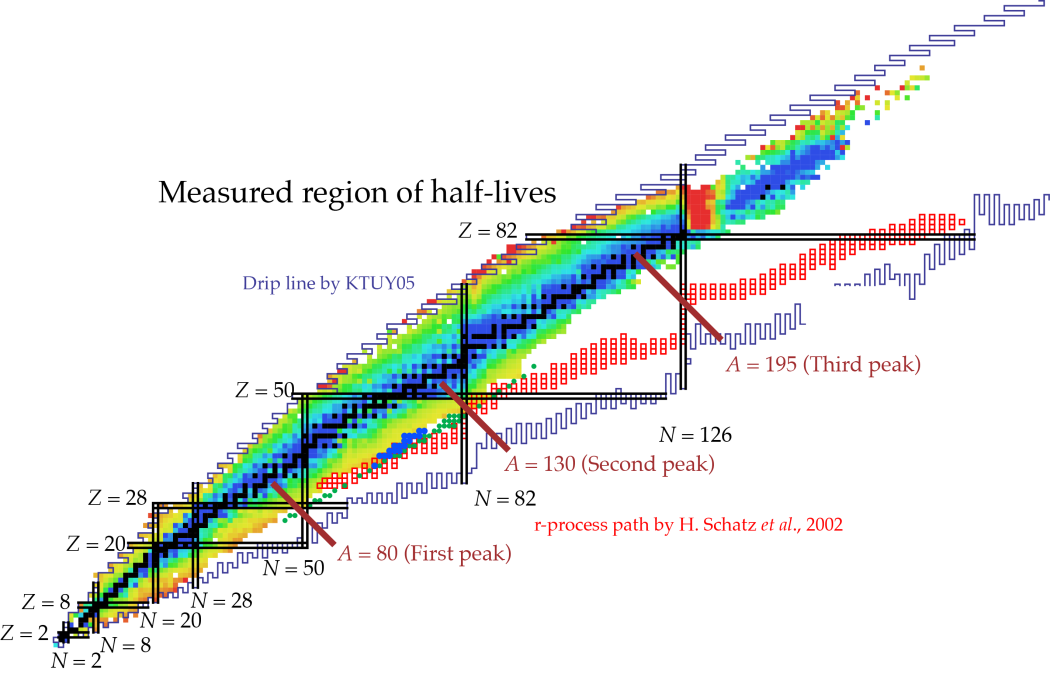 Measured region of half-lives
Z = 82
Drip line by KTUY05
A = 195 (Third peak)
Z = 50
N = 126
A = 130 (Second peak)
Z = 28
N = 82
r-process path by H. Schatz et al., 2002
Z = 20
A = 80 (First peak)
N = 50
Z = 8
N = 28
N = 20
Z = 2
N = 8
N = 2